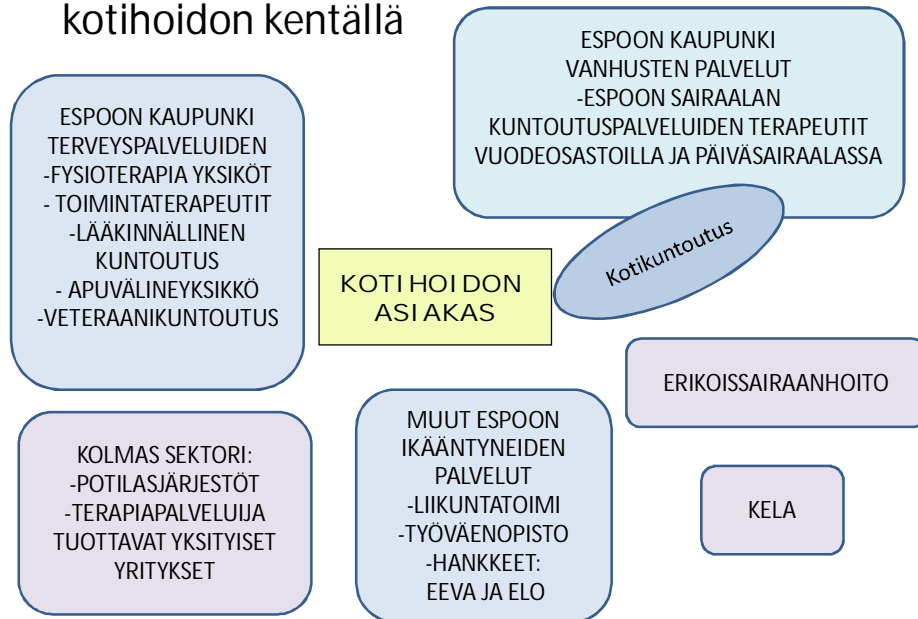 kotihoidon kentällä
ESPOON KAUPUNKI
TERVEYSPALVELUIDEN
-FYSIOTERAPIA YKSIKÖT
- TOIMINTATERAPEUTIT
-LÄÄKINNÄLLINEN
KUNTOUTUS
- APUVÄLINEYKSIKKÖ
-VETERAANIKUNTOUTUS
ESPOON KAUPUNKI
VANHUSTEN PALVELUT
-ESPOON SAIRAALAN
KUNTOUTUSPALVELUIDEN TERAPEUTIT
VUODEOSASTOILLA JA PÄIVÄSAIRAALASSA
Kotikuntoutus
KOTIHOIDON
ASIAKAS
ERIKOISSAIRAANHOITO
KOLMAS SEKTORI:
-POTILASJÄRJESTÖT
-TERAPIAPALVELUIJA
TUOTTAVAT YKSITYISET
YRITYKSET
MUUT ESPOON
IKÄÄNTYNEIDEN
PALVELUT
-LIIKUNTATOIMI
-TYÖVÄENOPISTO
-HANKKEET:
EEVA JA ELO
KELA